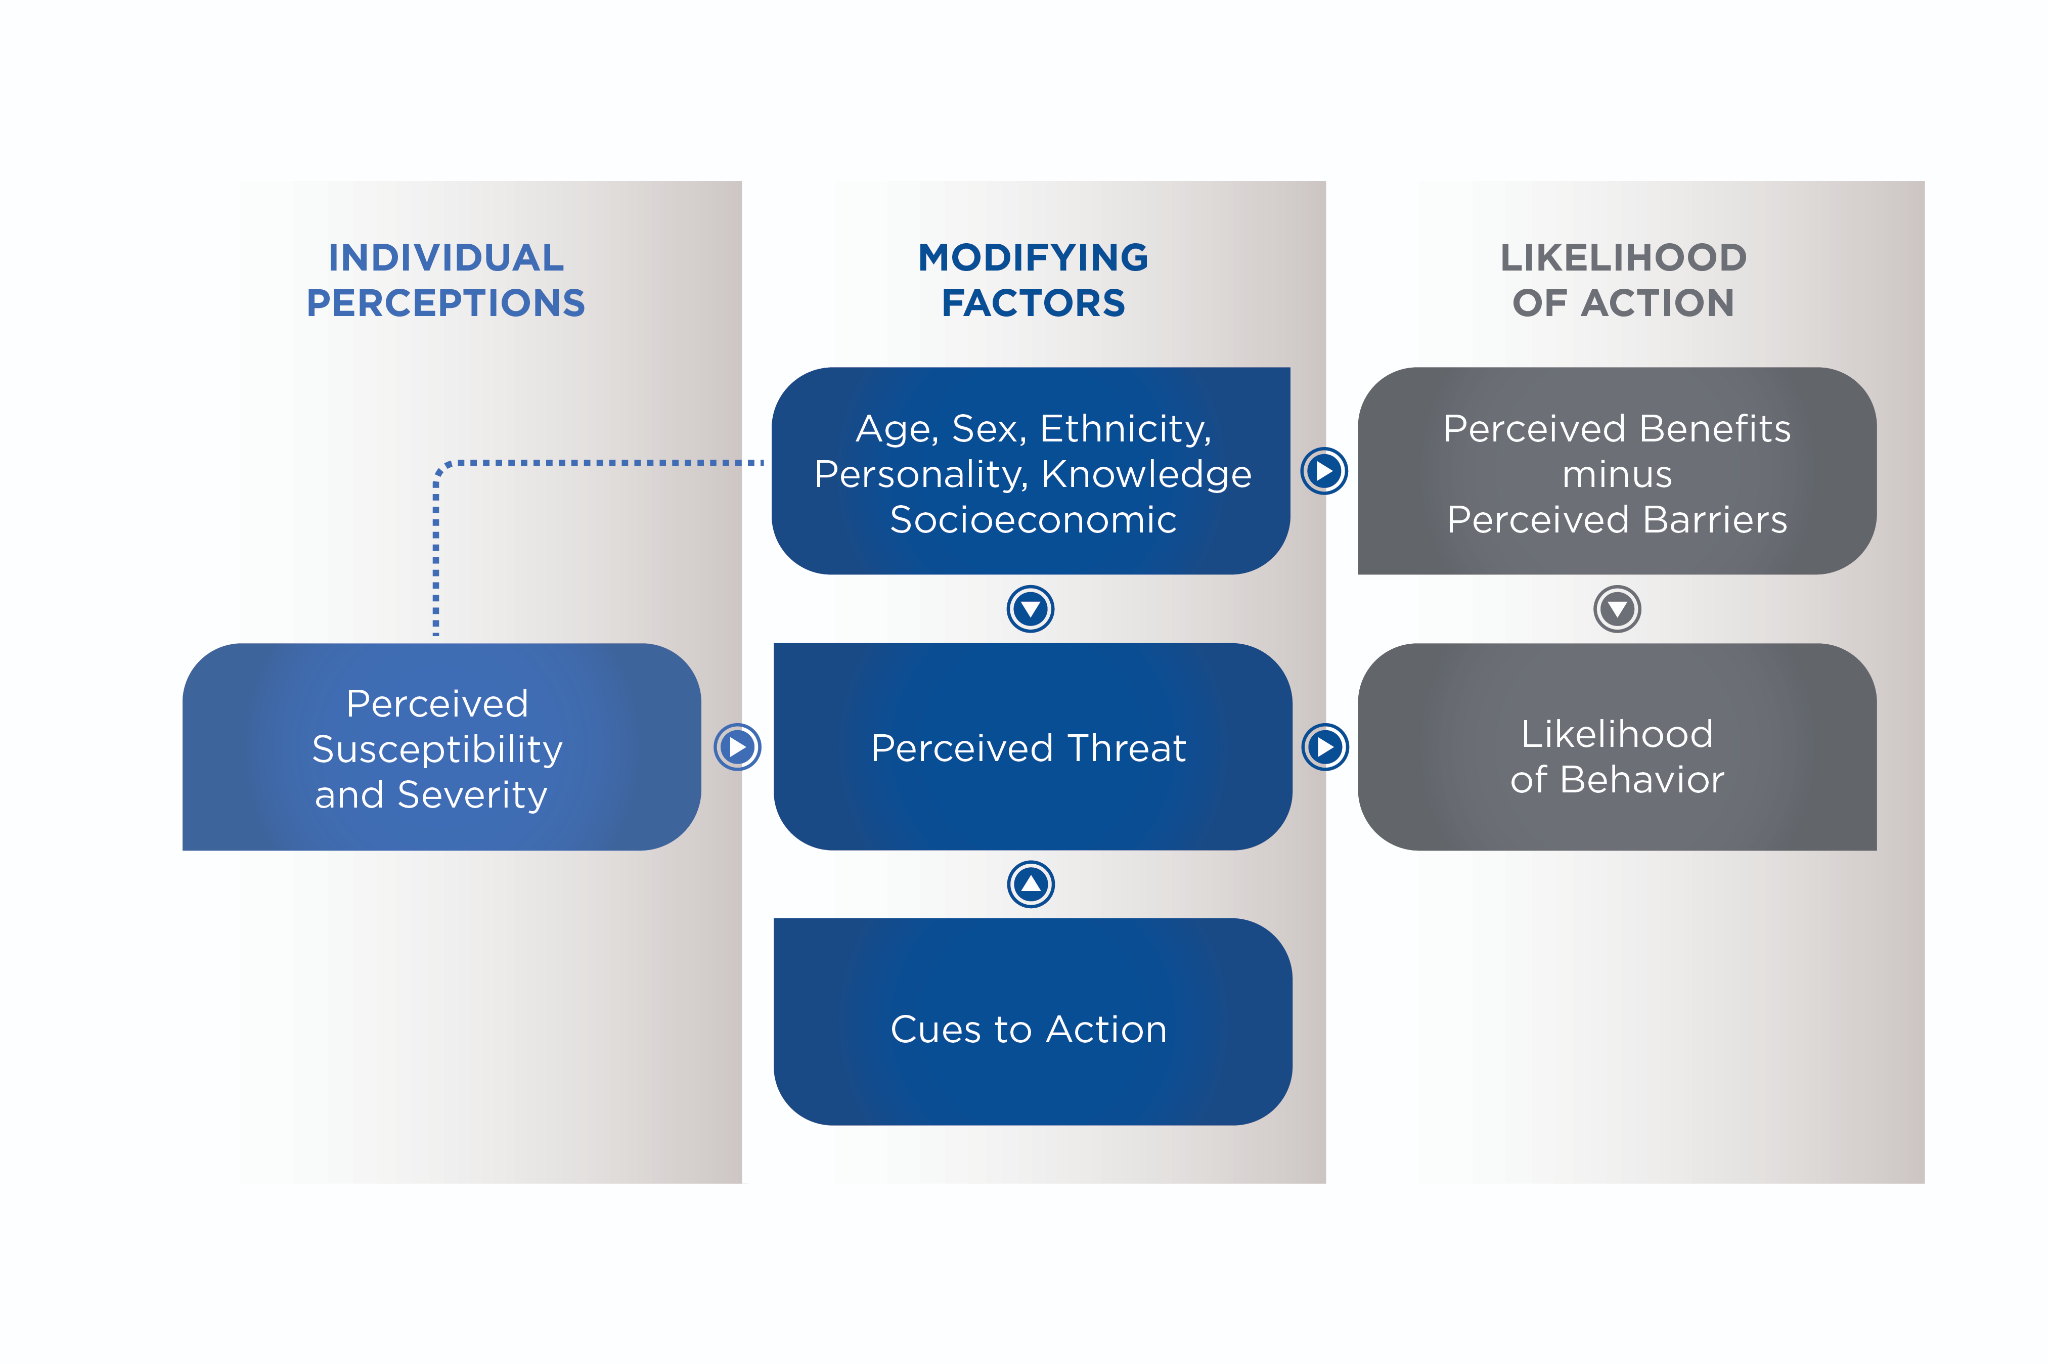 INDIVIDUAL
PERCEPTIONS
MODIFYING
FACTORS
LIKELIHOOD
OF ACTION
Age, Sex, Ethnicity,
Personality, Knowledge
Socioeconomic
Perceived Benefits
minus
Perceived Barriers
Perceived
Susceptibility
and Severity
Perceived Threat
Likelihood
of Behavior
Cues to Action